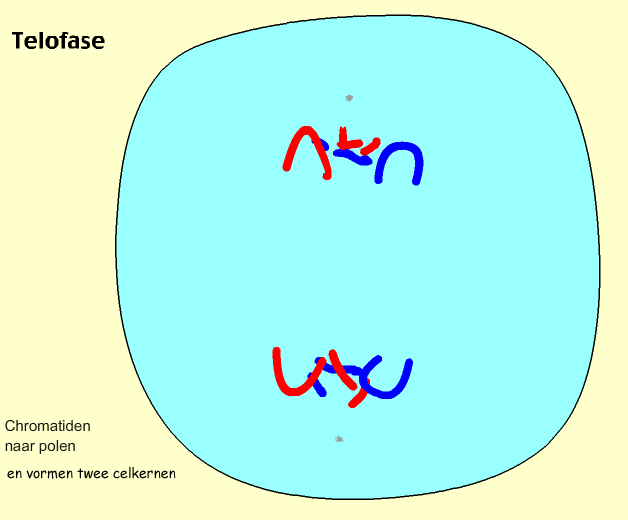 Telofase
Chromatiden
naar polen
en vormen twee celkernen